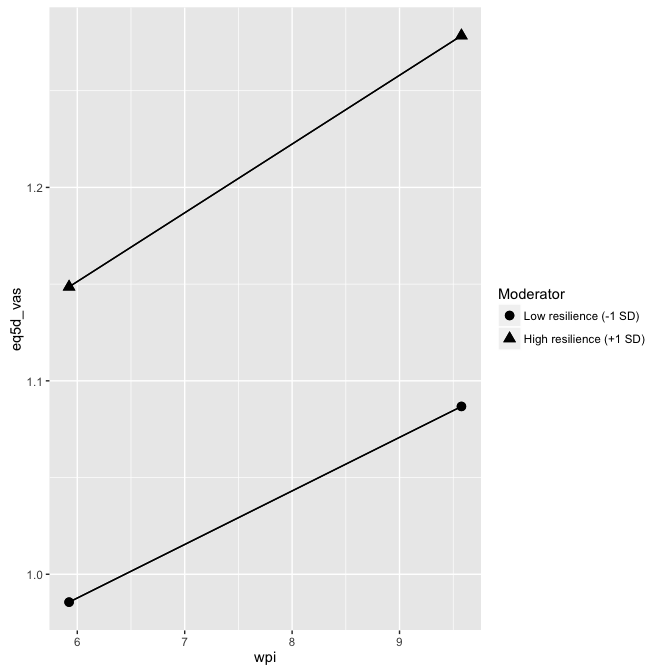 eq5d_vas
1.2
1.1
1.0
6
7
8
9
wpi
Moderator
Low resilience (-1 SD)
High resilience (+1 SD)